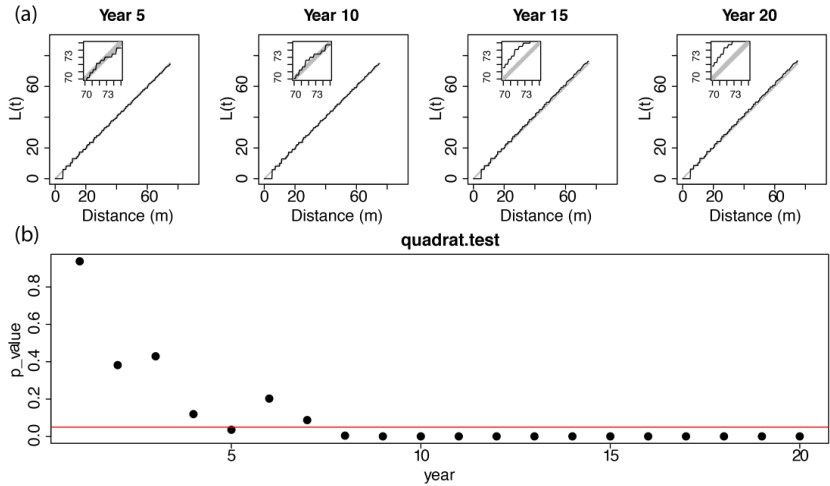 (a)
Year 5
Year 10
Year 15
Year 20
L(t)
60
20
0
73
70
70 73
0 20 60
Distance (m)
L(t)
60
20
0
73
70
70 73
0 20 60
Distance (m)
L(t)
60
20
0
73
70
70 73
0 20 60
Distance (m)
L(t)
60
20
0
73
70
70 73
0 20 60
Distance (m)
(b)
quadrat.test
p_value
0.8
0.6
0.4
0.2
0.0
5 10 15 20
year